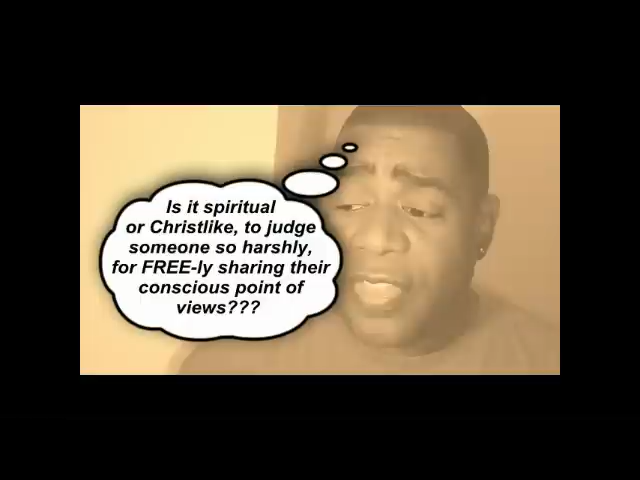 Is it spiritual
or Christlike, to judge
someone so harshly,
for FREE-ly sharing their
conscious point of
views???